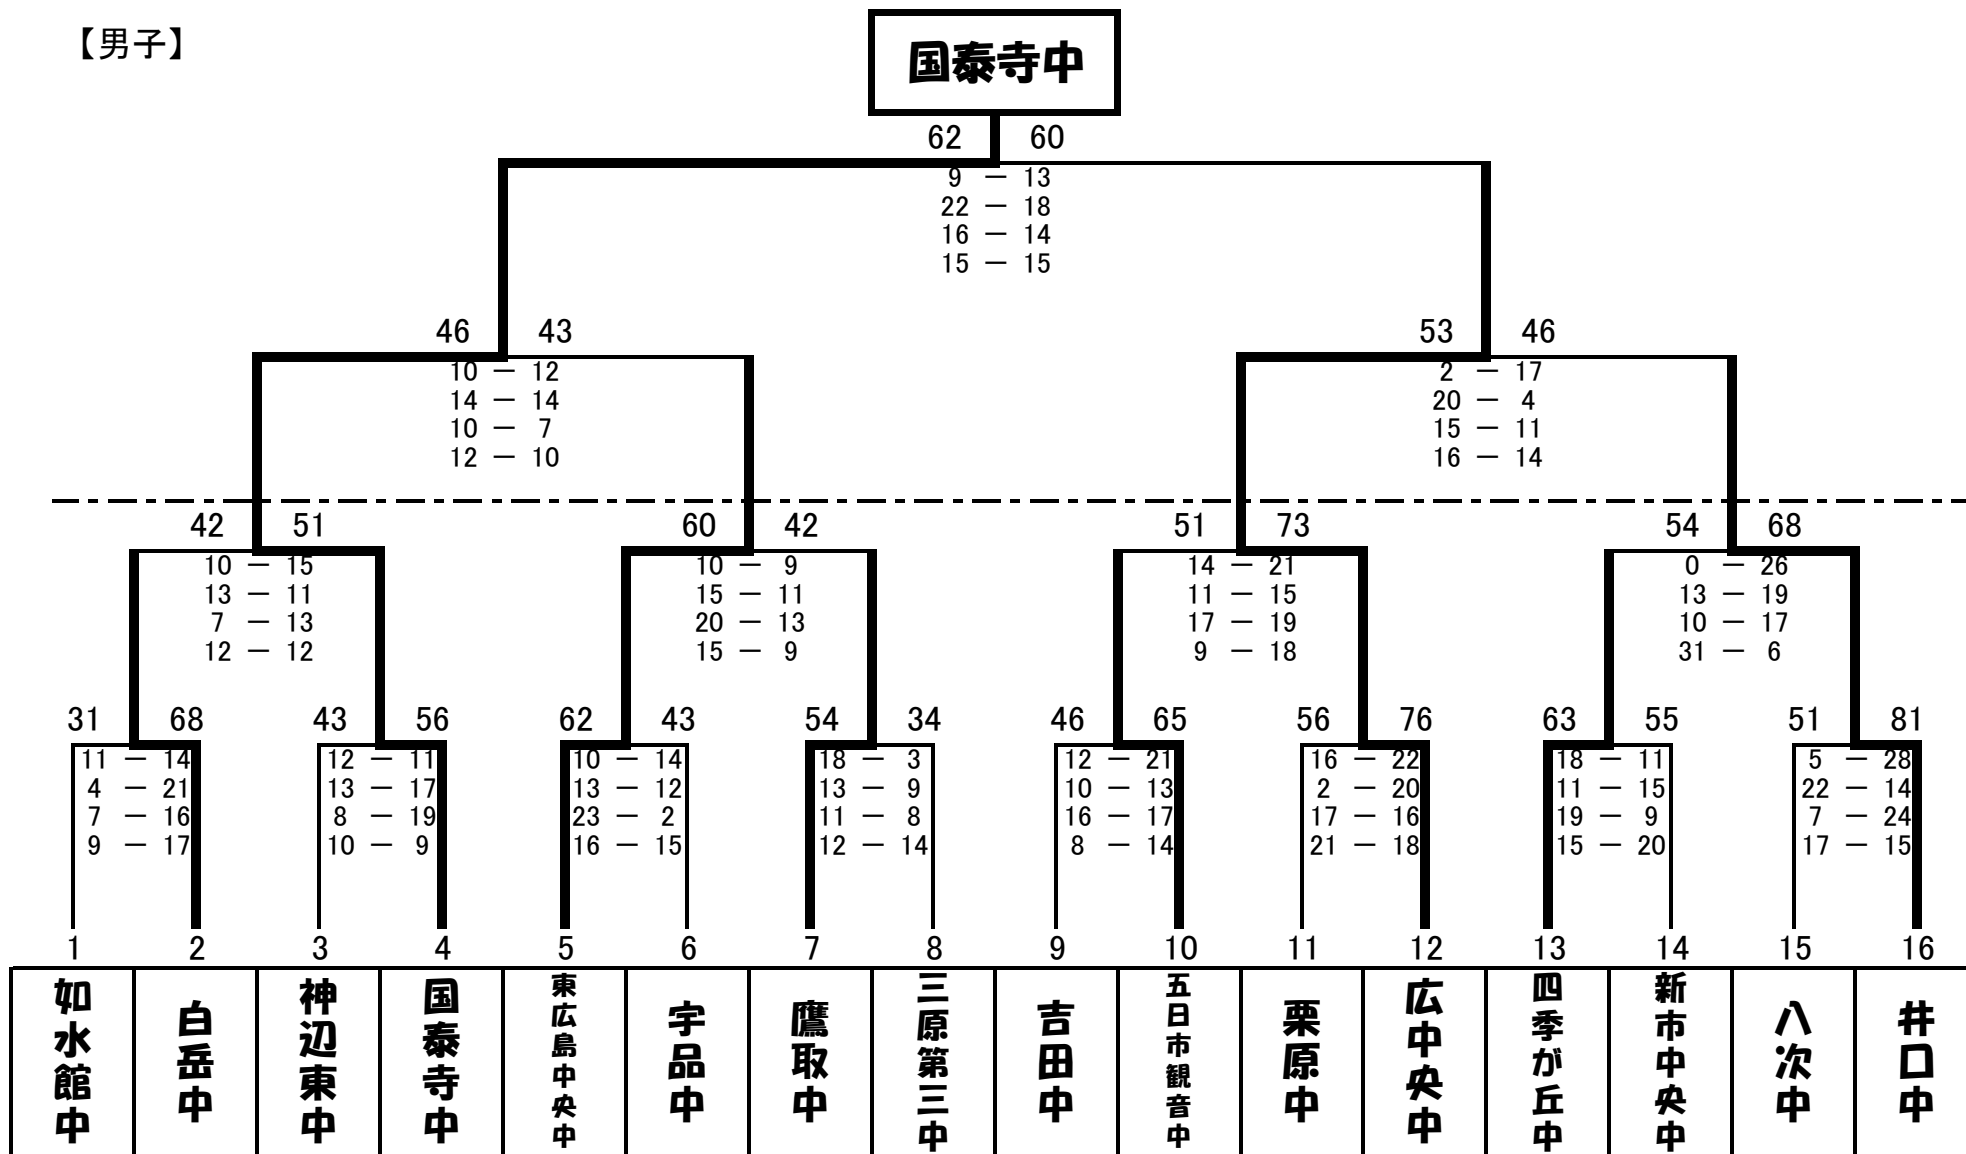 【男子】
国泰寺中
62 60
9 － 13
22 － 18
16 － 14
15 － 15
46 43 53 46
10 － 12 2 － 17
14 － 14 20 － 4
10 － 7 15 － 11
12 － 10 16 － 14
42 51 60 42 51 73 54 68
10 － 15 10 － 9 14 － 21 0 － 26
13 － 11 15 － 11 11 － 15 13 － 19
7 － 13 20 － 13 17 － 19 10 － 17
12 － 12 15 － 9 9 － 18 31 － 6
31 68 43 56 62 43 54 34 46 65 56 76 63 55 51 81
11 － 14 12 － 11 10 － 14 18 － 3 12 － 21 16 － 22 18 － 11 5 － 28
4 － 21 13 － 17 13 － 12 13 － 9 10 － 13 2 － 20 11 － 15 22 － 14
7 － 16 8 － 19 23 － 2 11 － 8 16 － 17 17 － 16 19 － 9 7 － 24
9 － 17 10 － 9 16 － 15 12 － 14 8 － 14 21 － 18 15 － 20 17 － 15
1 2 3 4 5 6 7 8 9 10 11 12 13 14 15 16
如水館中
白岳中
神辺東中
国泰寺中
東広島中央中
宇品中
鷹取中
三原第三中
吉田中
五日市観音中
栗原中
広中央中
四季が丘中
新市中央中
八次中
井口中